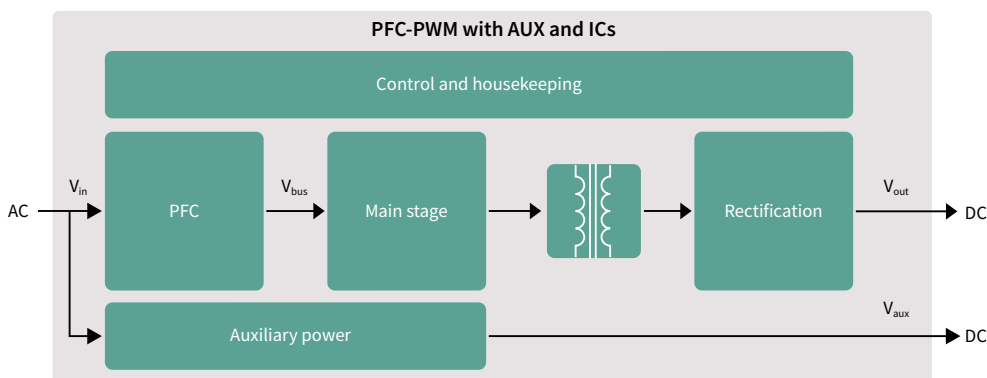 PFC-PWM with AUX and ICs
Control and housekeeping
AC
Vin
PFC
Vbus
Main stage
Rectification
Vout
DC
Auxiliary power
Vaux
DC